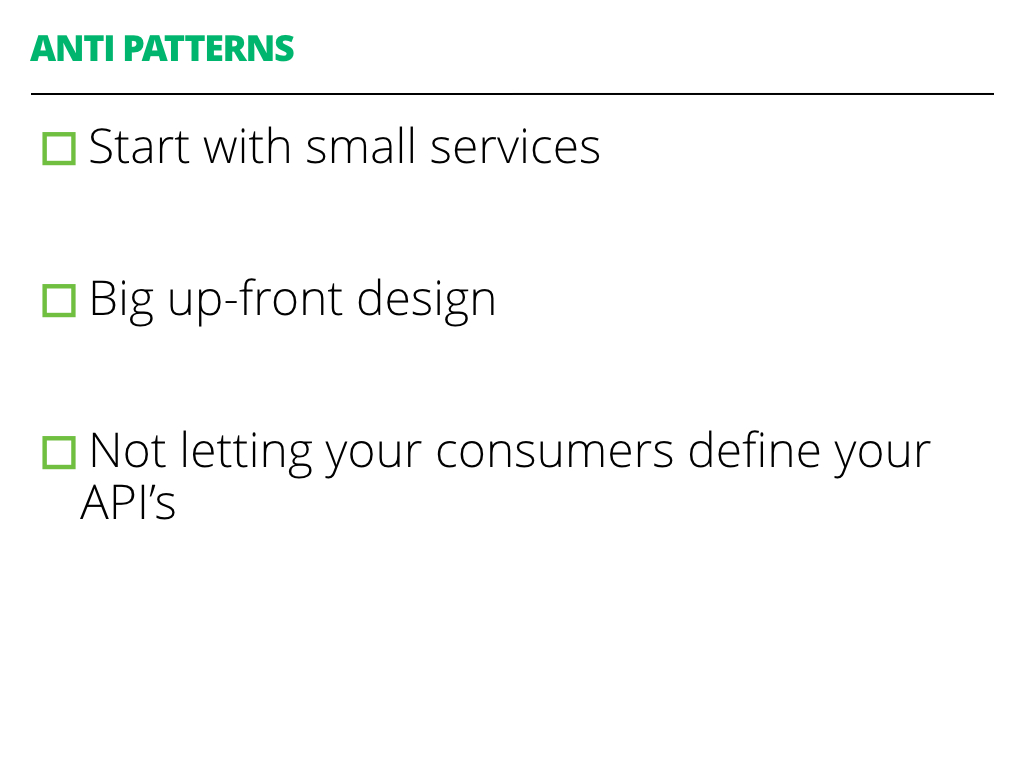 ANTI PATTERNS
Start with small services
Big up-front design
Not letting your consumers define your
API’s